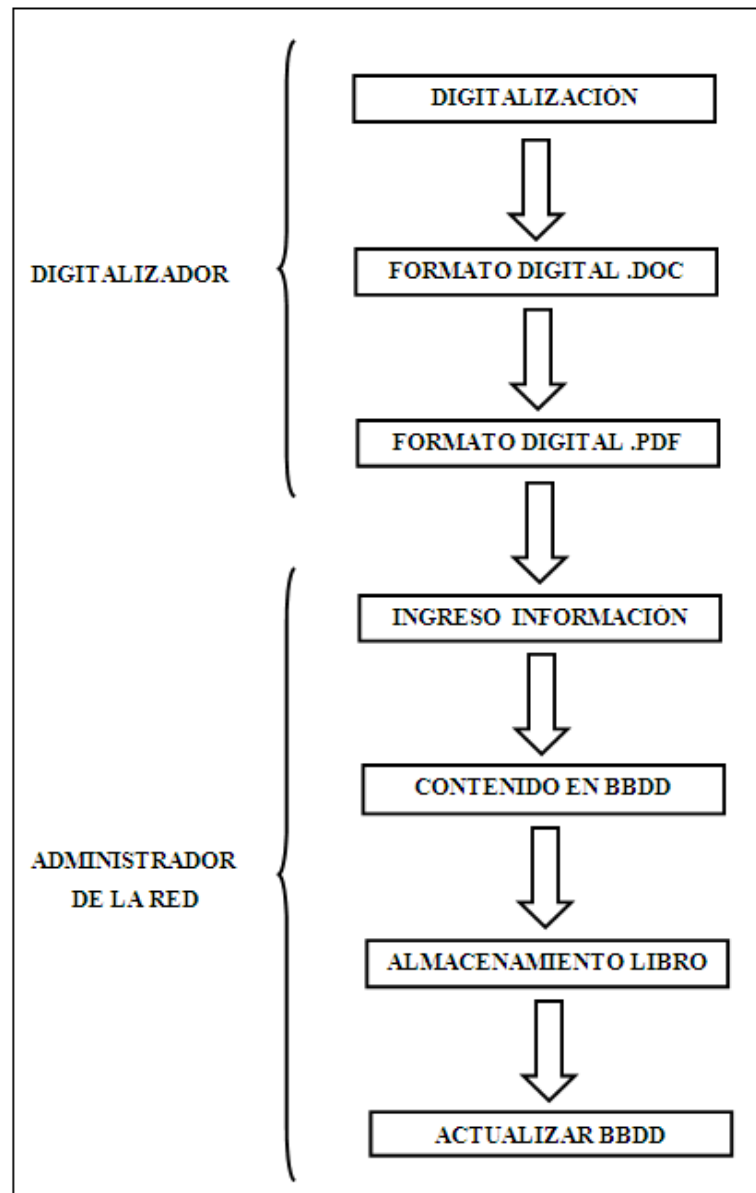 DIGITALIZACIÓN
DIGITALIZADOR
FORMATO DIGITAL .DOC
FORMATO DIGITAL .PDF
INGRESO INFORMACIÓN
CONTENIDO EN BBDD
ADMINISTRADOR
DE LA RED
ALMACENAMIENTO LIBRO
ACTUALIZAR BBDD